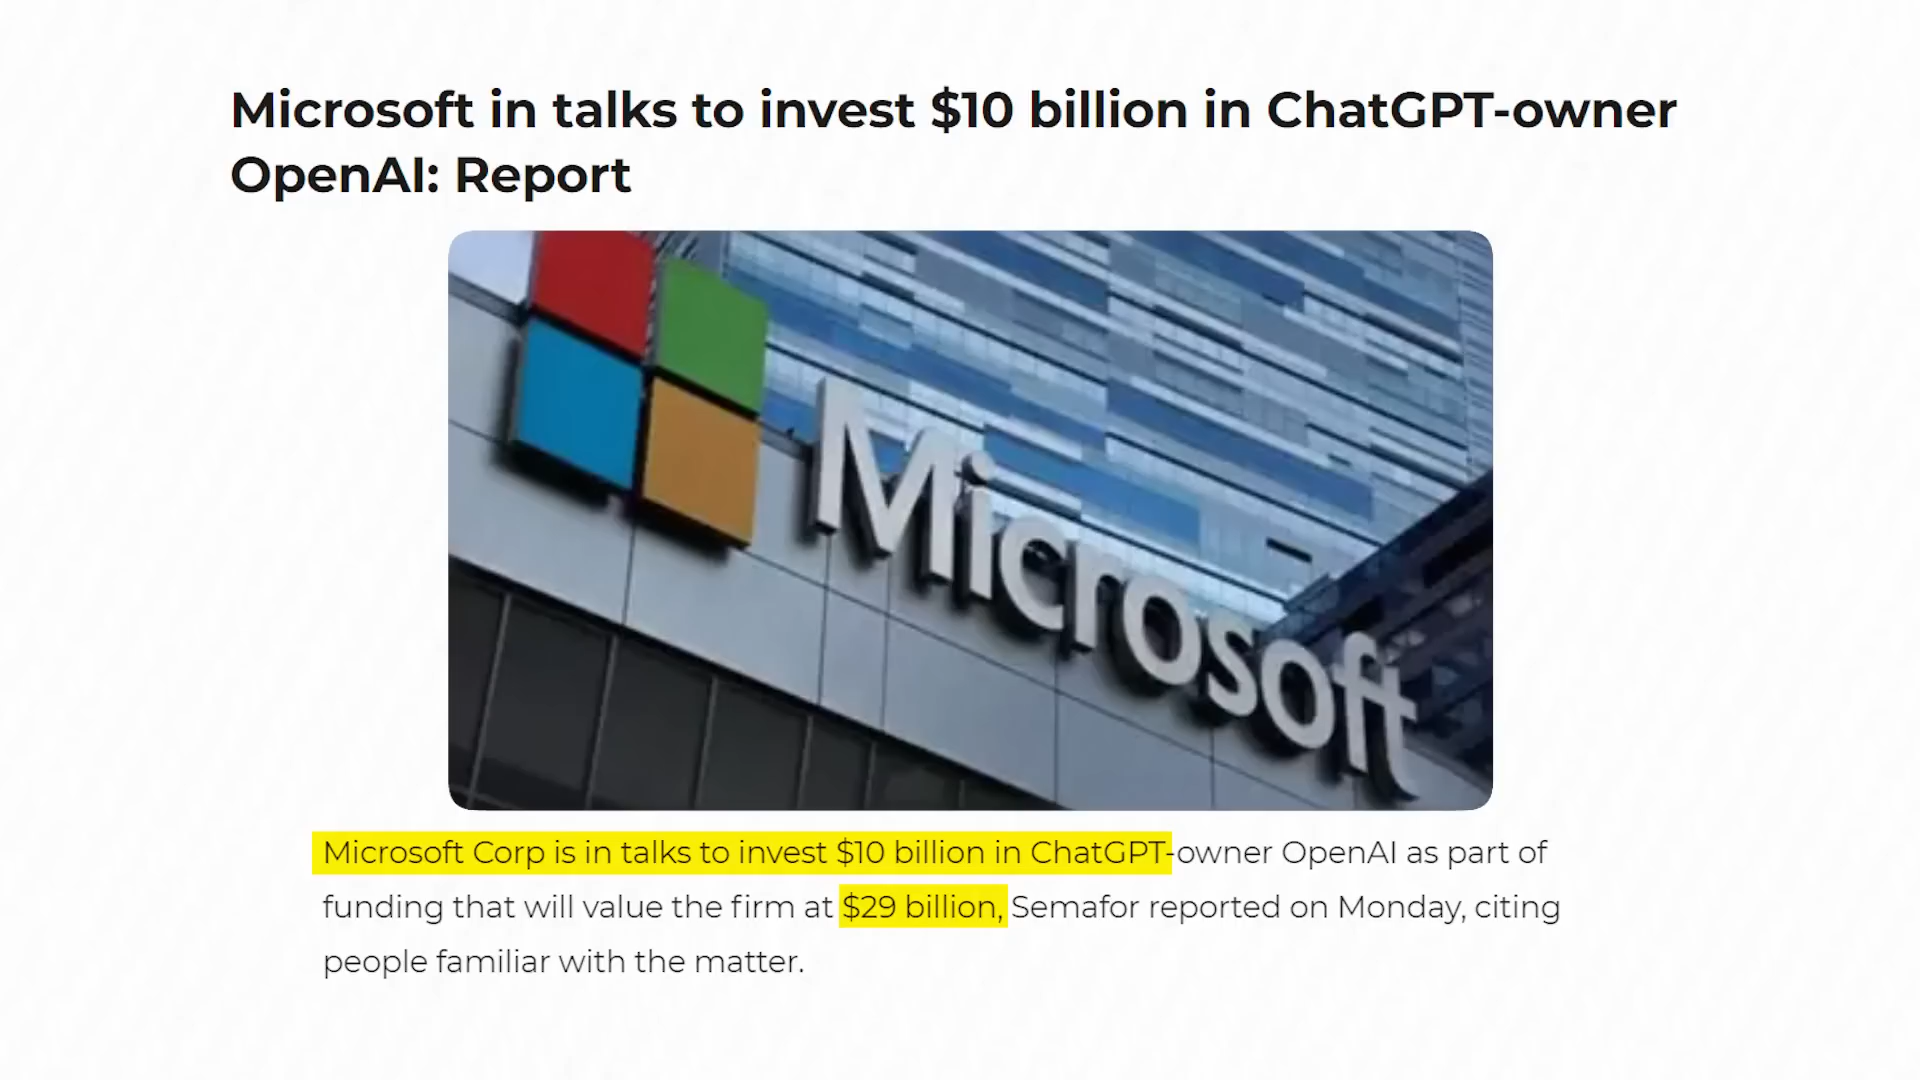 Microsoft in talks to invest $10 billion in ChatGPT-owner
OpenAI: Report
Microsoft
Microsoft Corp is in talks to invest $10 billion in ChatGPT-owner OpenAI as part of
funding that will value the firm at $29 billion, Semafor reported on Monday, citing
people familiar with the matter.